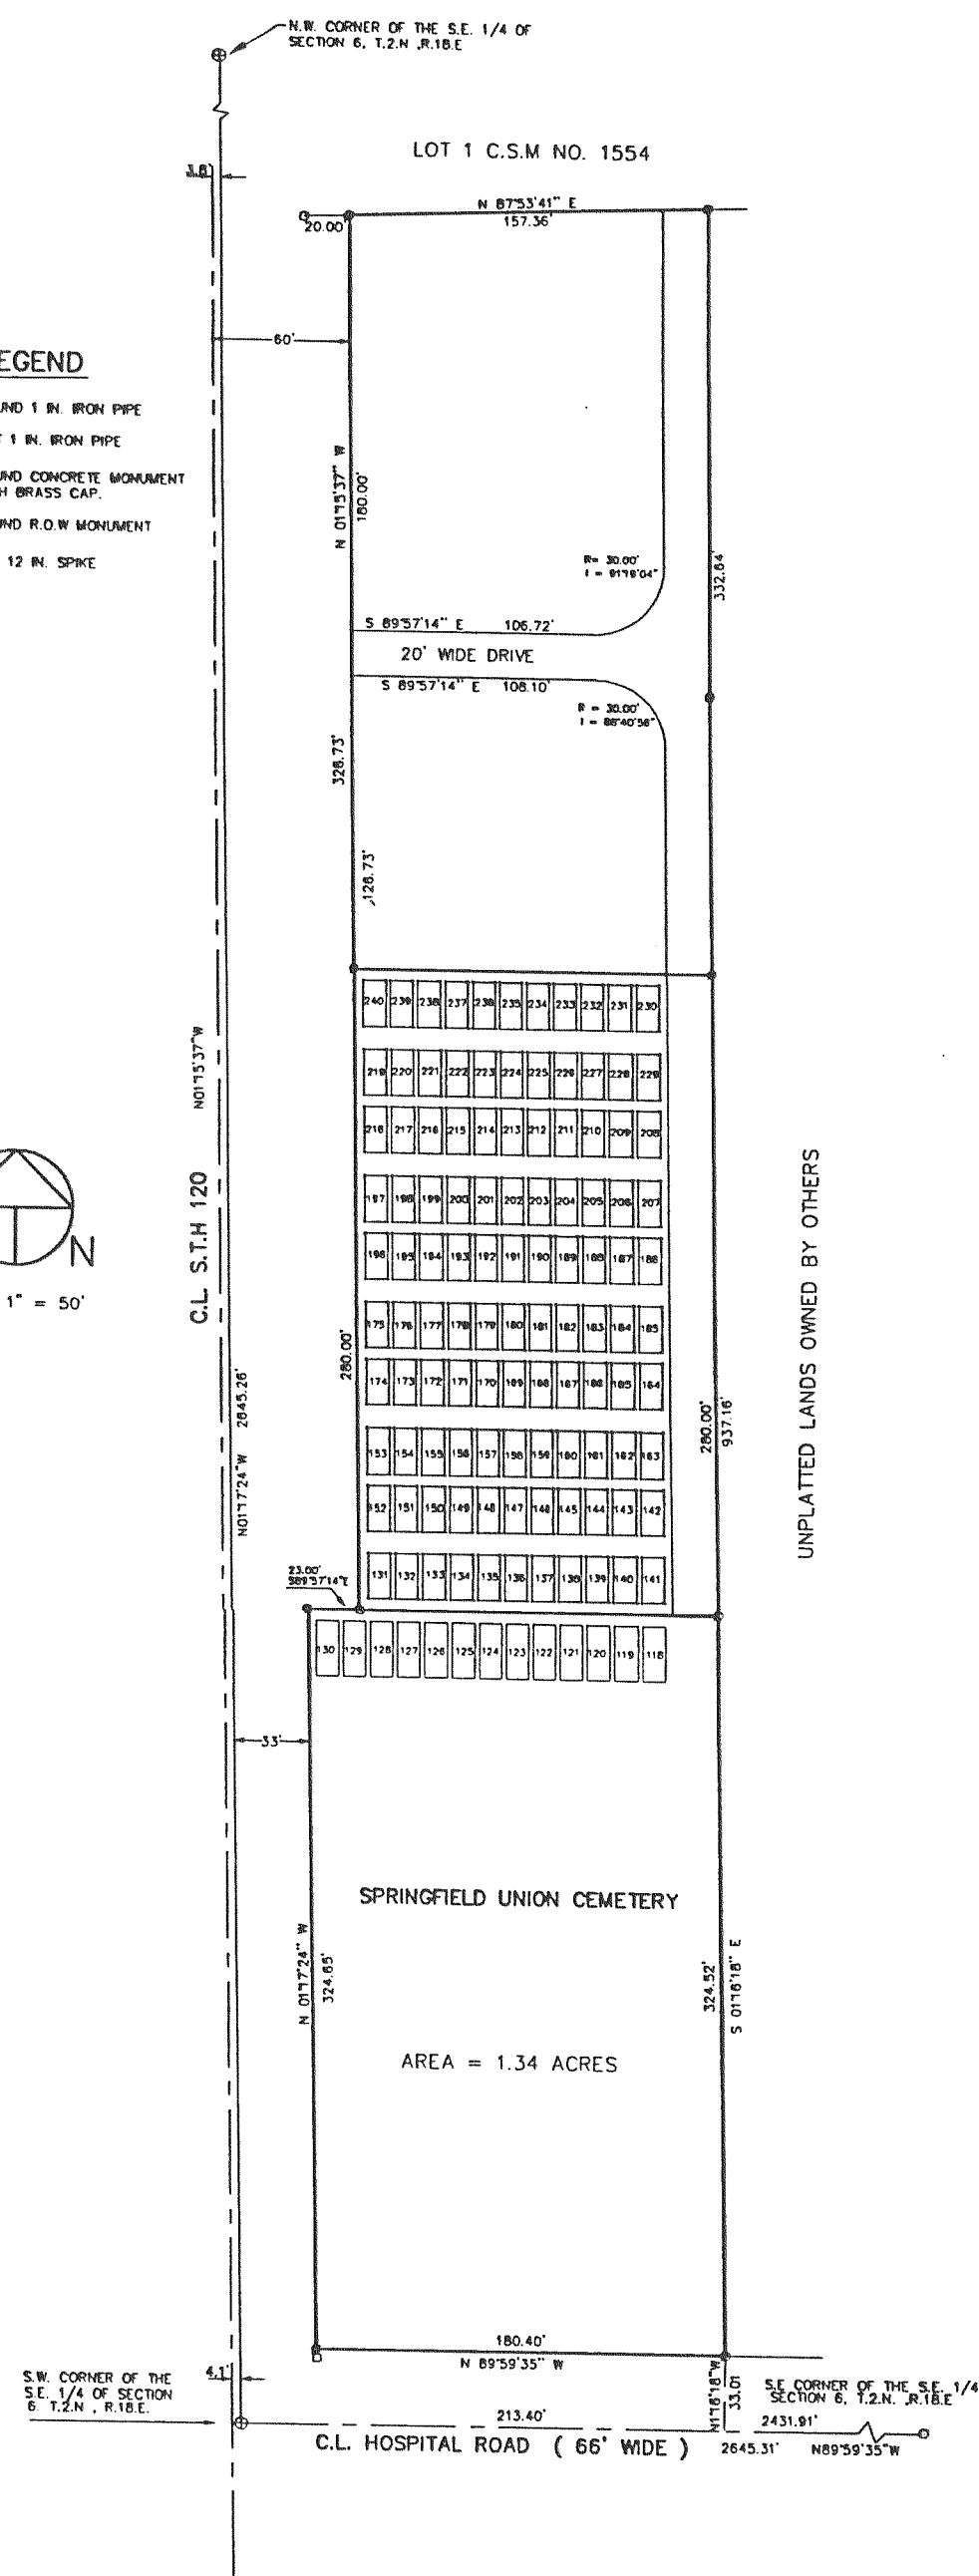 N.W. CORNER OF THE S.E. 1/4 OF
SECTION 6, T.2.N ,R.18.E
LOT 1 C.S.M NO. 1554
N 87°53'41" E
157.36'
20.00'
60'
EGEND
UND 1 IN. IRON PIPE
T 1 IN. IRON PIPE
UND CONCRETE MONUMENT
H BRASS CAP.
UND R.O.W MONUMENT
12 IN. SPIKE
N 01°15'37" W
180.00'
R= 30.00'
I = 91°18'04"
332.64'
S 89°57'14" E 106.72'
20' WIDE DRIVE
S 89°57'14" E 108.10'
R = 30.00'
I = 88°40'56"
326.73'
126.73'
240 239 238 237 236 235 234 233 232 231 230
219 220 221 222 223 224 225 226 227 228 229
218 217 216 215 214 213 212 211 210 209 208
197 198 199 200 201 202 203 204 205 206 207
196 195 194 193 192 191 190 189 188 187 186
175 176 177 178 179 180 181 182 183 184 185
174 173 172 171 170 169 168 167 166 165 164
153 154 155 156 157 158 159 160 161 162 163
152 151 150 149 148 147 146 145 144 143 142
131 132 133 134 135 136 137 138 139 140 141
130 129 128 127 126 125 124 123 122 121 120 119 118
N01°15'37"W
C.L. S.T.H 120
N
1" = 50'
280.00'
N01°17'24"W 2645.26'
280.00'
937.16'
UNPLATTED LANDS OWNED BY OTHERS
23.00'
S89°57'14"E
33'
SPRINGFIELD UNION CEMETERY
N 01°17'24" W
324.65'
324.52'
S 01°16'18" E
AREA = 1.34 ACRES
180.40'
N 89°59'35" W
S.W. CORNER OF THE
S.E. 1/4 OF SECTION
6. T.2.N , R.18.E.
4.1'
N1°16'18"W
33.01
S.E CORNER OF THE S.E. 1/4
SECTION 6, T.2.N. ,R.18.E
213.40'
2431.91'
C.L. HOSPITAL ROAD ( 66' WIDE )
2645.31' N89°59'35"W